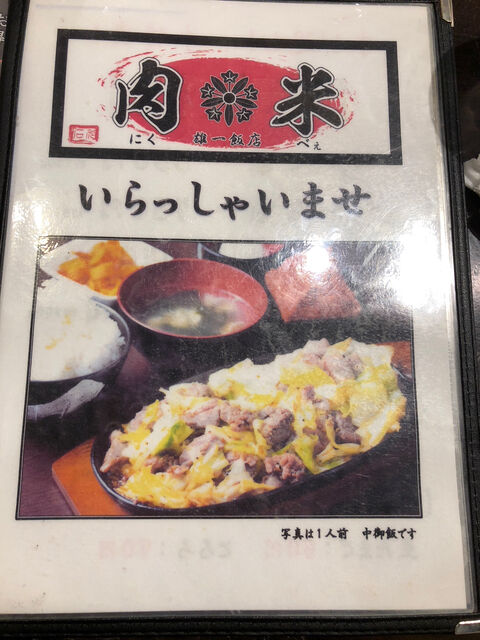 肉 米
にく 雄一飯店 べぇ
いらっしゃいませ
写真は1人前 中御飯です